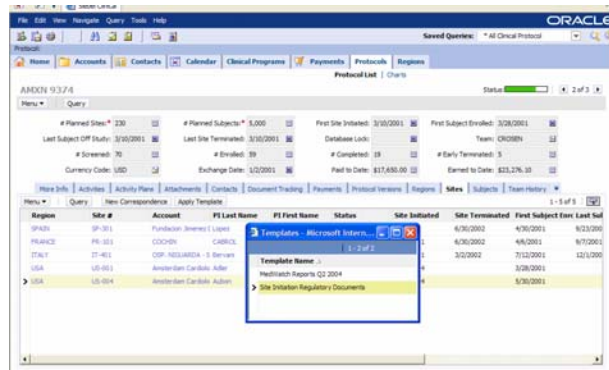 Siebel Clinical
File Edit View Navigate Query Tools Help
ORACLE
Saved Queries: * All Clinical Protocol
Protocol:
Home Accounts Contacts Calendar Clinical Programs Payments Protocols Regions
Protocol List | Charts
AMXN 9374
Status:
2 of 3
Menu Query
# Planned Sites:* 230 # Planned Subjects:* 5,000 First Site Initiated: 3/10/2001 First Subject Enrolled: 3/28/2001
Last Subject Off Study: 3/10/2001 Last Site Terminated: 3/10/2001 Database Lock: Team: CROSEN
# Screened: 70 # Enrolled: 59 # Completed: 19 # Early Terminated: 5
Currency Code: USD Exchange Date: 1/2/2001 Paid to Date: $17,650.00 Earned to Date: $23,276.10
More Info Activities Activity Plans Attachments Contacts Document Tracking Payments Protocol Versions Regions Sites Subjects Team History
Menu Query New Correspondence Apply Template
1 - 5 of 5
Region Site # Account PI Last Name PI First Name Status Site Initiated Site Terminated First Subject Enrc Last Sul
SPAIN SP-301 Fundacion Jimenez Lopez 6/30/2002 4/30/2001 9/23/200
FRANCE FR-101 COCHIN CABROL 6/30/2002 4/6/2001 9/7/2001
ITALY IT-401 OSP. NIGUARDA - S Bervani 3/2/2002 7/12/2001 12/1/200
USA US-001 Amsterdam Cardiolo Adler 3/28/2001
USA US-004 Amsterdam Cardiolo Auban 5/30/2001
Templates - Microsoft Intern...
1 - 2 of 2
Template Name
MedWatch Reports Q2 2004
Site Initiation Regulatory Documents